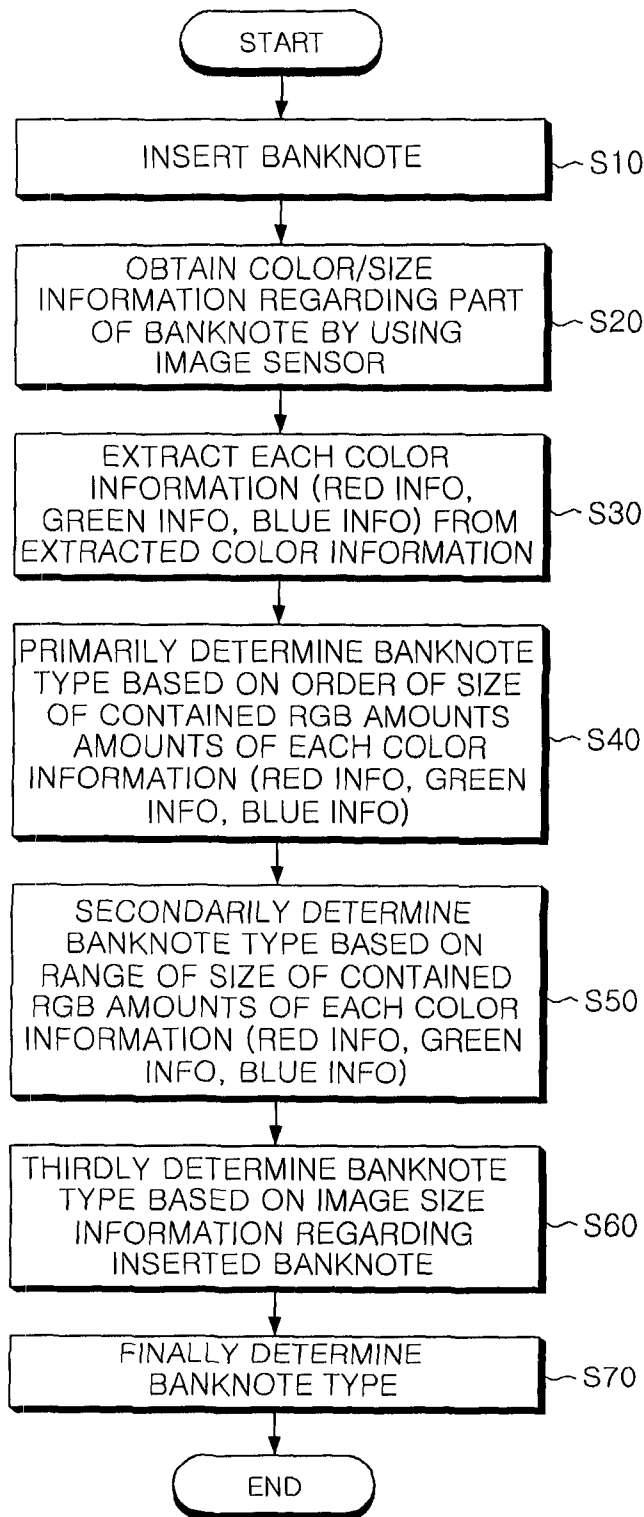 START
INSERT BANKNOTE
S10
OBTAIN COLOR/SIZE
INFORMATION REGARDING PART
OF BANKNOTE BY USING
IMAGE SENSOR
S20
EXTRACT EACH COLOR
INFORMATION (RED INFO,
GREEN INFO, BLUE INFO) FROM
EXTRACTED COLOR INFORMATION
S30
PRIMARILY DETERMINE BANKNOTE
TYPE BASED ON ORDER OF SIZE
OF CONTAINED RGB AMOUNTS
AMOUNTS OF EACH COLOR
INFORMATION (RED INFO, GREEN
INFO, BLUE INFO)
S40
SECONDARILY DETERMINE
BANKNOTE TYPE BASED ON
RANGE OF SIZE OF CONTAINED
RGB AMOUNTS OF EACH COLOR
INFORMATION (RED INFO, GREEN
INFO, BLUE INFO)
S50
THIRDLY DETERMINE BANKNOTE
TYPE BASED ON IMAGE SIZE
INFORMATION REGARDING
INSERTED BANKNOTE
S60
FINALLY DETERMINE
BANKNOTE TYPE
S70
END